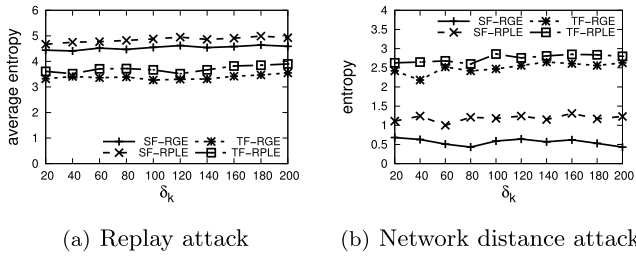 6
5
4
3
2
1
0
average entropy
SF-RGE
SF-RPLE
TF-RGE
TF-RPLE
20 40 60 80 100 120 140 160 180 200
δk
(a) Replay attack
4
3.5
3
2.5
2
1.5
1
0.5
0
entropy
SF-RGE
SF-RPLE
TF-RGE
TF-RPLE
20 40 60 80 100 120 140 160 180 200
δk
(b) Network distance attack